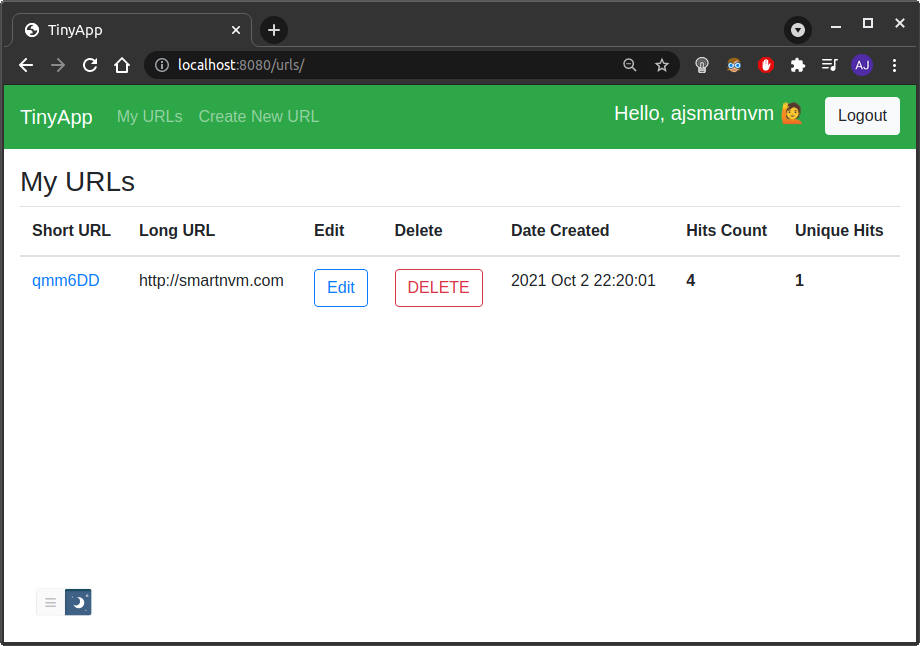 TinyApp
localhost:8080/urls/
AJ
TinyApp My URLs Create New URL Hello, ajsmartnvm 🙋 Logout
My URLs
Short URL Long URL Edit Delete Date Created Hits Count Unique Hits
qmm6DD http://smartnvm.com Edit DELETE 2021 Oct 2 22:20:01 4 1